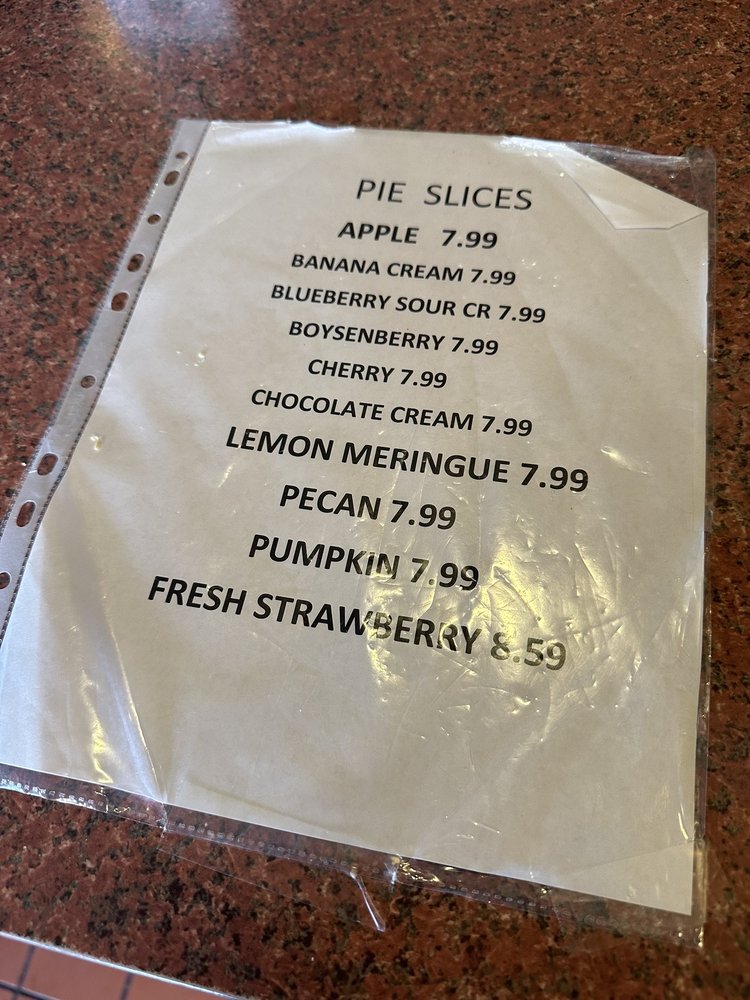 PIE SLICES
APPLE 7.99
BANANA CREAM 7.99
BLUEBERRY SOUR CR 7.99
BOYSENBERRY 7.99
CHERRY 7.99
CHOCOLATE CREAM 7.99
LEMON MERINGUE 7.99
PECAN 7.99
PUMPKIN 7.99
FRESH STRAWBERRY 8.59